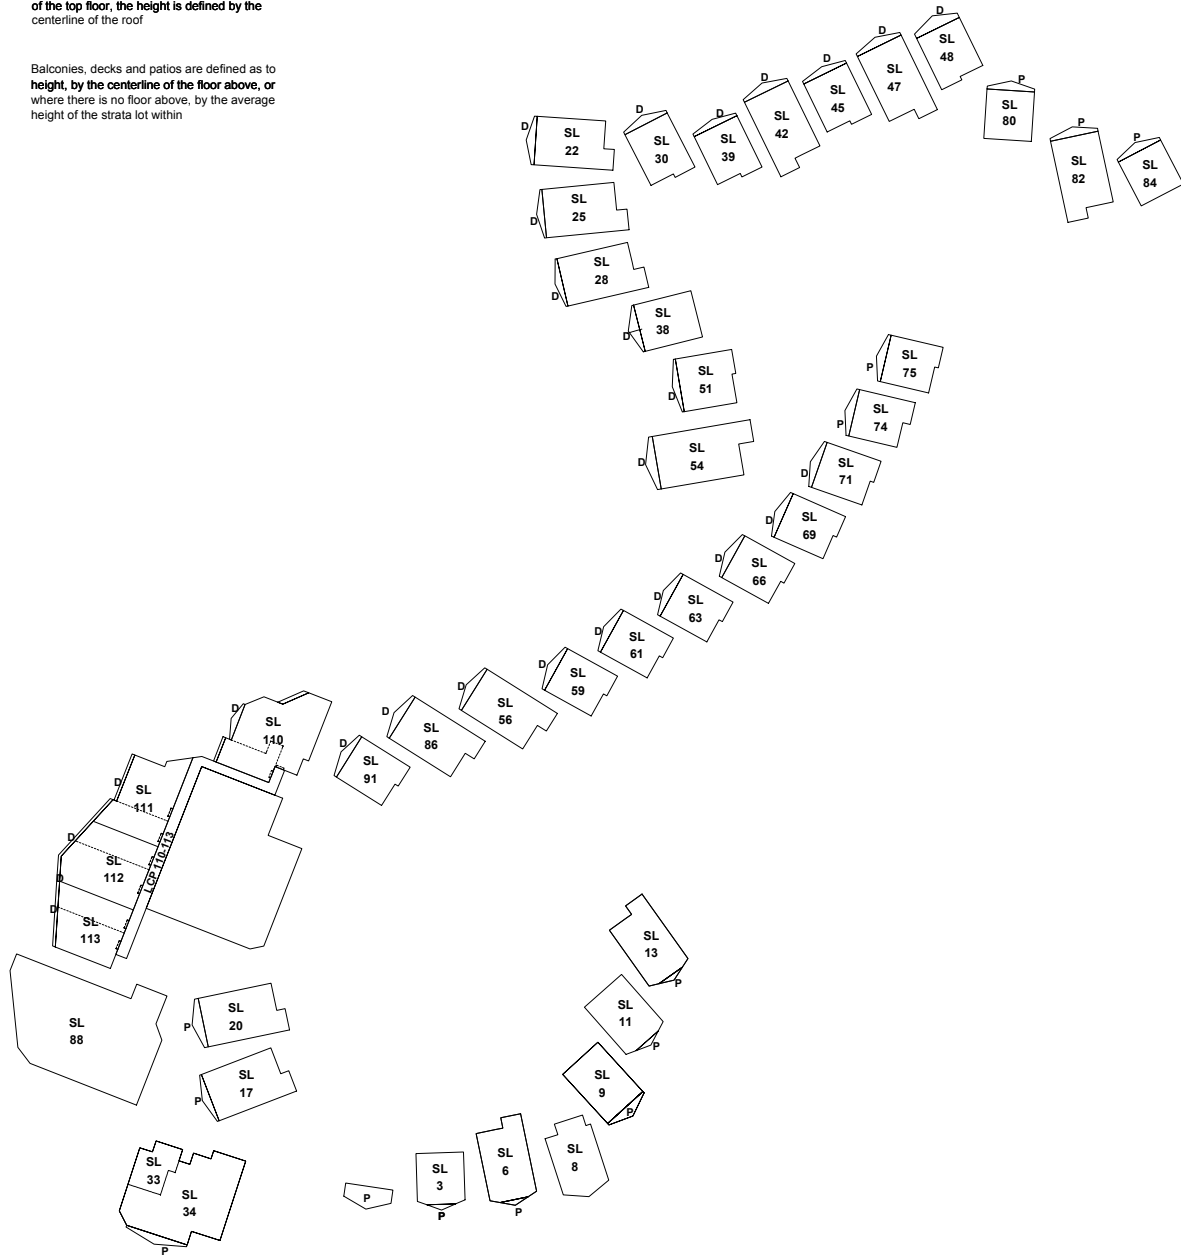 of the top floor, the height is defined by the
centerline of the roof
Balconies, decks and patios are defined as to
height, by the centerline of the floor above, or
where there is no floor above, by the average
height of the strata lot within
D
SL
48
D
SL
47
D
SL
45
D
SL
42
D
SL
39
D
SL
30
D
SL
22
P
SL
80
P
SL
82
P
SL
84
D
SL
25
D
SL
28
D
SL
38
D
SL
51
D
SL
54
P
SL
75
P
SL
74
D
SL
71
D
SL
69
D
SL
66
D
SL
63
D
SL
61
D
SL
59
D
SL
56
D
SL
86
D
SL
91
D
SL
110
D
SL
111
D
SL
112
D
D
SL
113
LCP 110-113
SL
88
P
SL
20
P
SL
17
SL
13
P
SL
11
P
SL
9
P
SL
8
SL
6
P
SL
3
P
P
SL
33
SL
34
P